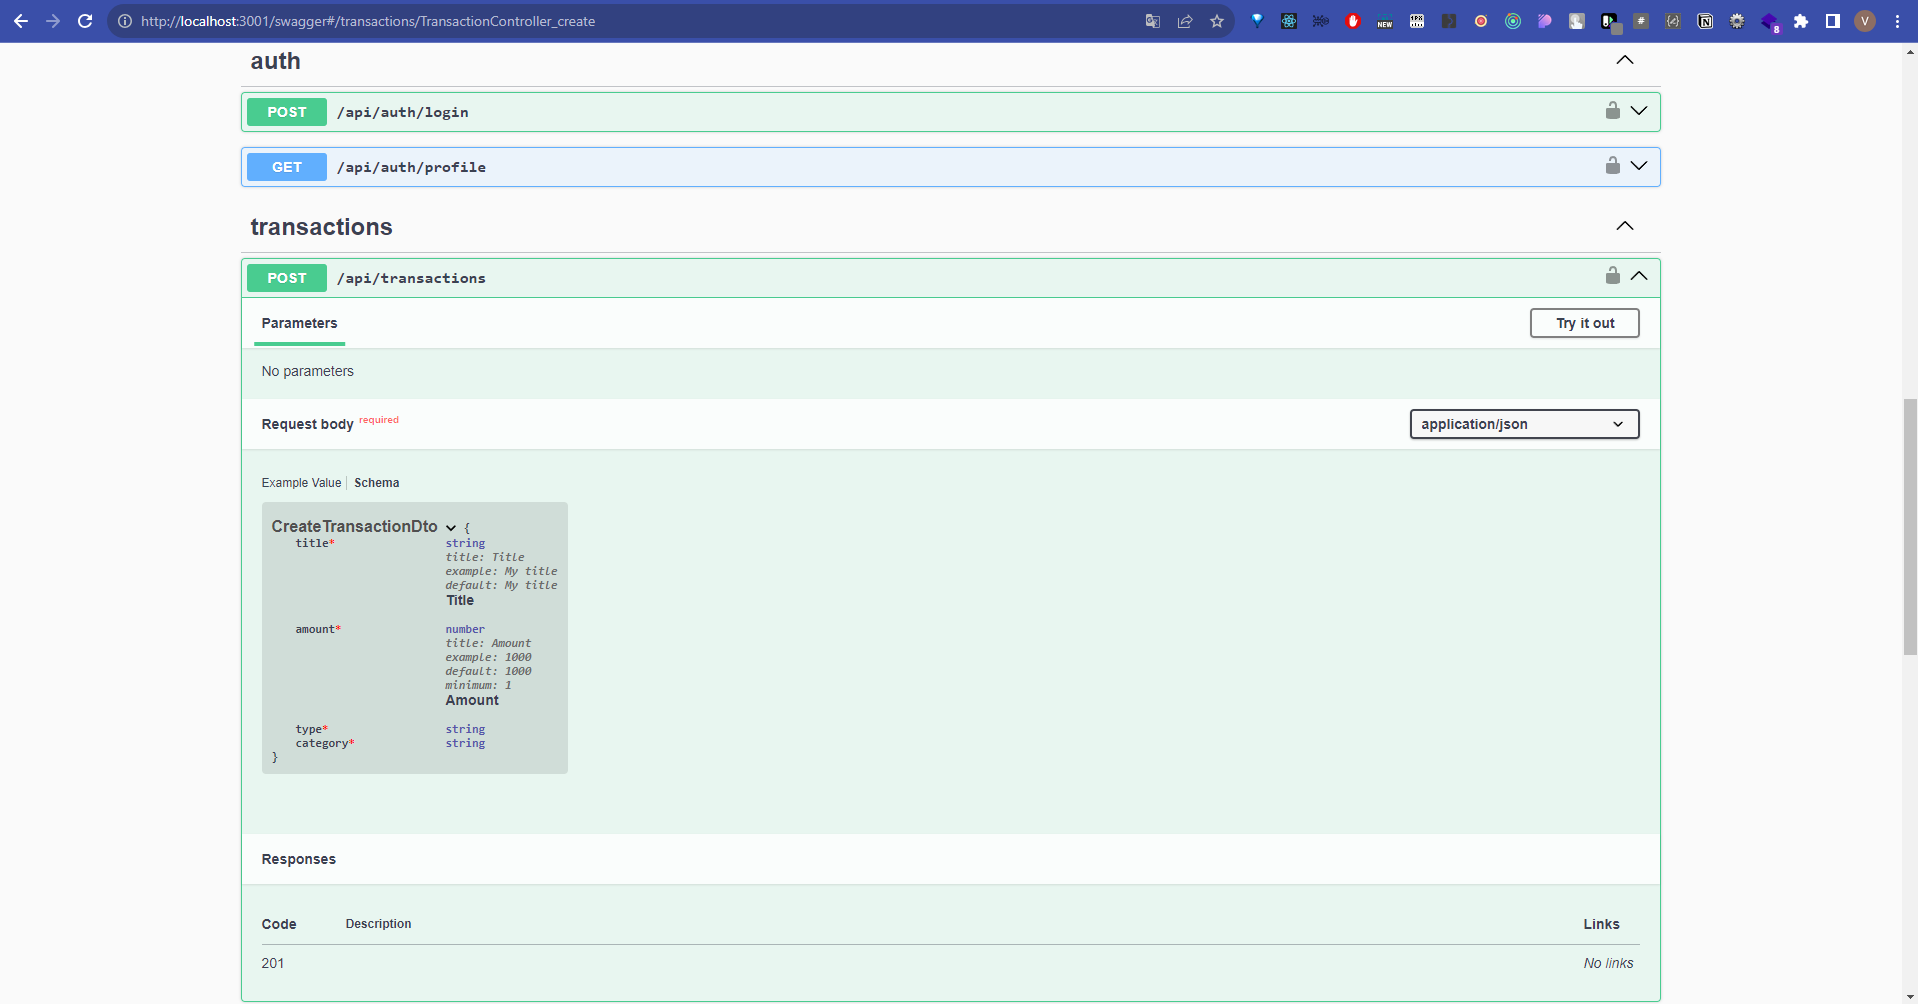 http://localhost:3001/swagger#/transactions/TransactionController_create
NEW
8
V
auth
POST /api/auth/login
GET /api/auth/profile
transactions
POST /api/transactions
Parameters
Try it out
No parameters
Request body required
application/json
Example Value Schema
CreateTransactionDto {
title* string
title: Title
example: My title
default: My title
Title
amount* number
title: Amount
example: 1000
default: 1000
minimum: 1
Amount
type* string
category* string
}
Responses
Code Description Links
201 No links